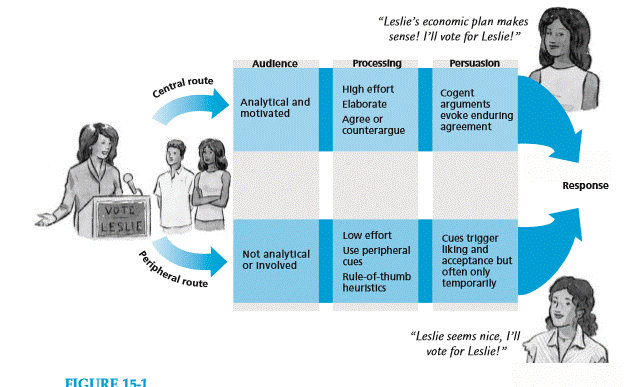 "Leslie's economic plan makes
sense! I'll vote for Leslie!"
Audience
Processing
Persuasion
Central route
Analytical and
motivated
High effort
Elaborate
Agree or
counterargue
Cogent
arguments
evoke enduring
agreement
Response
VOTE
LESLIE
Peripheral route
Not analytical
or involved
Low effort
Use peripheral
cues
Rule-of-thumb
heuristics
Cues trigger
liking and
acceptance but
often only
temporarily
"Leslie seems nice, I'll
vote for Leslie!"
FIGURE 15-1